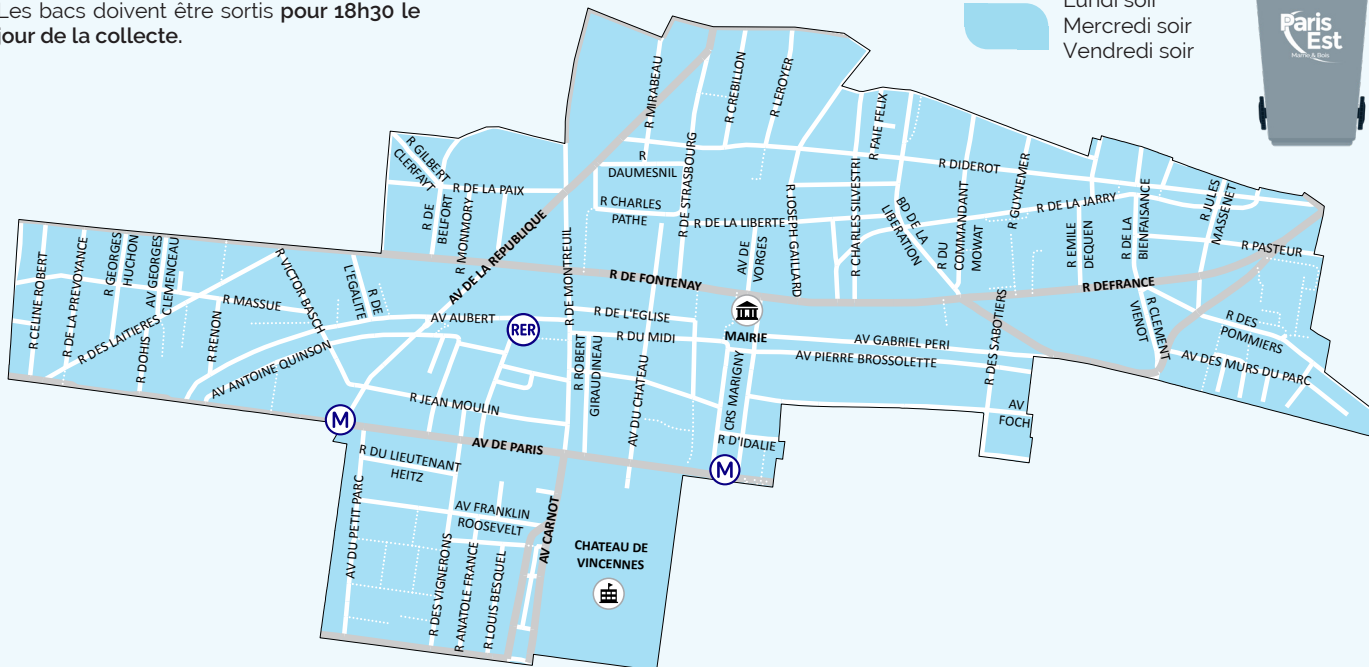 Les bacs doivent être sortis pour 18h30 le
jour de la collecte.
Lundi soir
Mercredi soir
Vendredi soir
Paris
Est
Marne & Bois
R MIRABEAU
R CREBILLON
R LEROYER
R FAIE FELIX
R GILBERT
CLERFAYT
R
DAUMESNIL
R DE STRASBOURG
R DIDEROT
R GUYNEMER
R DE LA PAIX
R DE
BELFORT
R MONMORY
AV DE LA REPUBLIQUE
R CHARLES
PATHE
R DE LA LIBERTE
R JOSEPH GAILLARD
R CHARLES SILVESTRI
BD DE LA
LIBERATION
R DU
COMMANDANT
MOWAT
R DE LA JARRY
R EMILE
DEQUEN
R DE LA
BIENFAISANCE
R JULES
MASSENET
R PASTEUR
R CELINE ROBERT
R DE LA PREVOYANCE
R GEORGES
HUCHON
AV GEORGES
CLEMENCEAU
R VICTOR BASCH
R DE
L'EGALITE
R DE MONTREUIL
R DE FONTENAY
AV DE
VORGES
R DEFRANCE
R MASSUE
R DES LAITIERES
R DOHIS
R RENON
AV ANTOINE QUINSON
AV AUBERT
RER
R DE L'EGLISE
R DU MIDI
MAIRIE
AV GABRIEL PERI
AV PIERRE BROSSOLETTE
R DES SABOTIERS
R CLEMENT
VIENOT
R DES
POMMIERS
AV DES MURS DU PARC
R ROBERT
GIRAUDINEAU
AV DU CHATEAU
CRS MARIGNY
R JEAN MOULIN
M
AV DE PARIS
R D'IDALIE
M
AV
FOCH
R DU LIEUTENANT
HEITZ
AV DU PETIT PARC
AV FRANKLIN
ROOSEVELT
AV CARNOT
R DES VIGNERONS
R ANATOLE FRANCE
R LOUIS BESQUEL
CHATEAU DE
VINCENNES